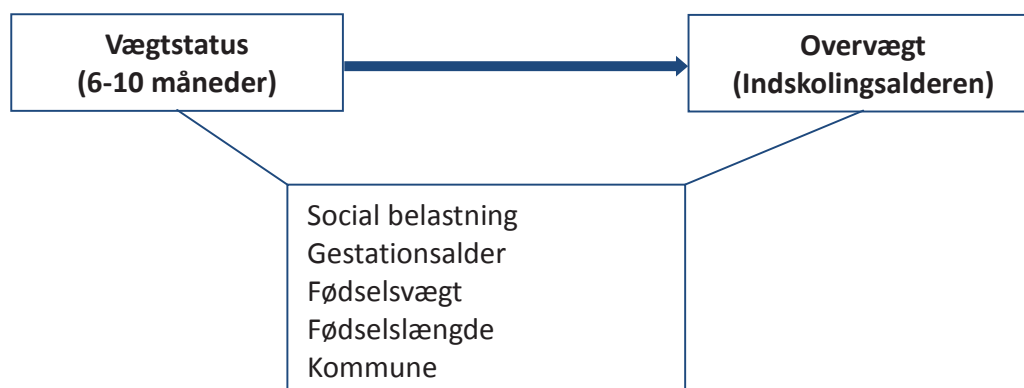 Vægtstatus
(6-10 måneder)
Overvægt
(Indskolingsalderen)
Social belastning
Gestationsalder
Fødselsvægt
Fødselslængde
Kommune